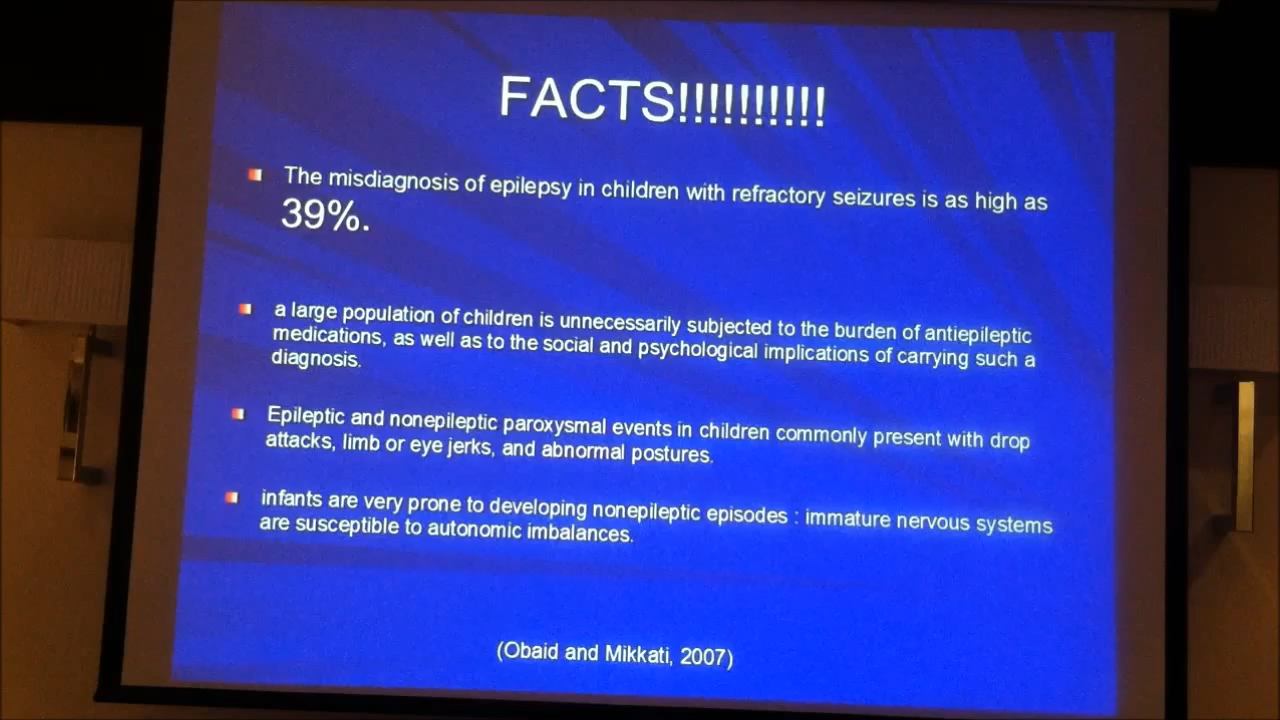 FACTS!!!!!!!!!!
The misdiagnosis of epilepsy in children with refractory seizures is as high as
39%.
a large population of children is unnecessarily subjected to the burden of antiepileptic
medications, as well as to the social and psychological implications of carrying such a
diagnosis.
Epileptic and nonepileptic paroxysmal events in children commonly present with drop
attacks, limb or eye jerks, and abnormal postures.
infants are very prone to developing nonepileptic episodes : immature nervous systems
are susceptible to autonomic imbalances.
(Obaid and Mikkati, 2007)